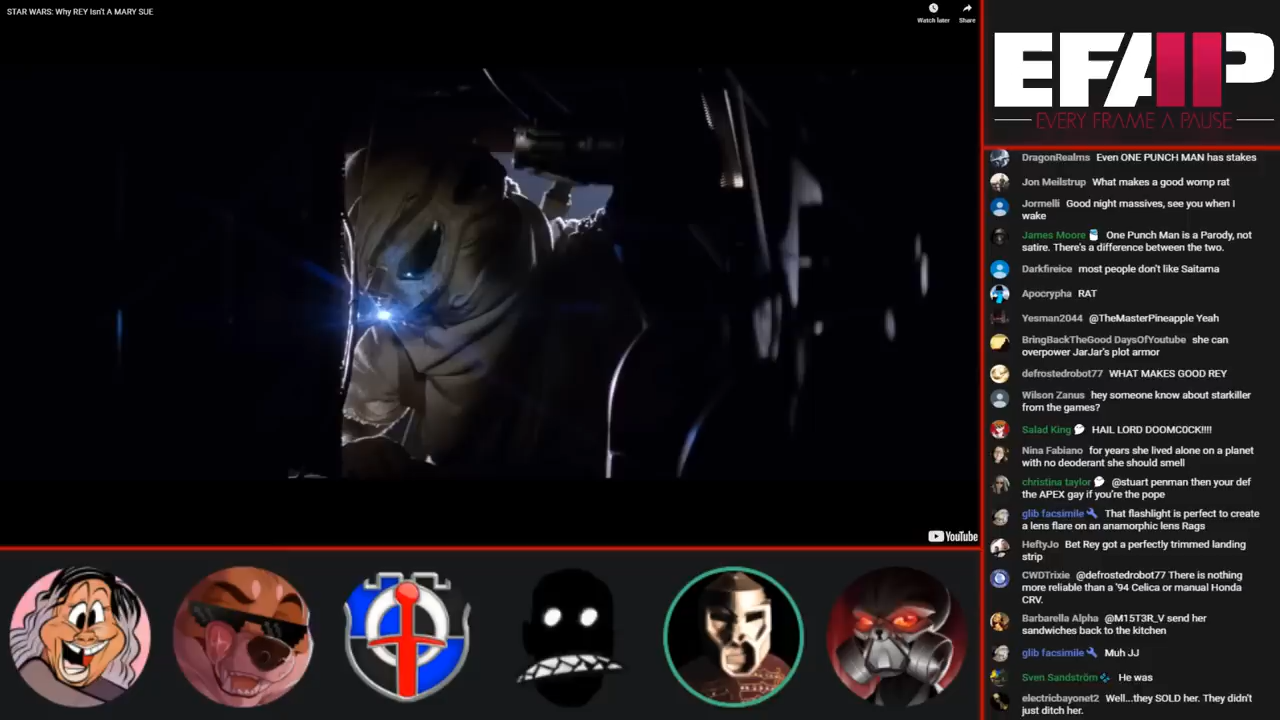 STAR WARS: Why REY Isn't A MARY SUE
Watch later
Share
YouTube
EFAP
EVERY FRAME A PAUSE
DragonRealms Even ONE PUNCH MAN has stakes
Jon Meilstrup What makes a good womp rat
Jormelli Good night massives, see you when I
wake
James Moore One Punch Man is a Parody, not
satire. There's a difference between the two.
Darkfireice most people don't like Saitama
Apocrypha RAT
Yesman2044 @TheMasterPineapple Yeah
BringBackTheGood DaysOfYoutube she can
overpower JarJar's plot armor
defrostedrobot77 WHAT MAKES GOOD REY
Wilson Zanus hey someone know about starkiller
from the games?
Salad King HAIL LORD DOOMC0CK!!!!
Nina Fabiano for years she lived alone on a planet
with no deoderant she should smell
christina taylor @stuart penman then your def
the APEX gay if you're the pope
glib facsimile That flashlight is perfect to create
a lens flare on an anamorphic lens Rags
HeftyJo Bet Rey got a perfectly trimmed landing
strip
CWDTrixie @defrostedrobot77 There is nothing
more reliable than a '94 Celica or manual Honda
CRV.
Barbarella Alpha @M15T3R_V send her
sandwiches back to the kitchen
glib facsimile Muh JJ
Sven Sandström He was
electricbayonet2 Well...they SOLD her. They didn't
just ditch her.